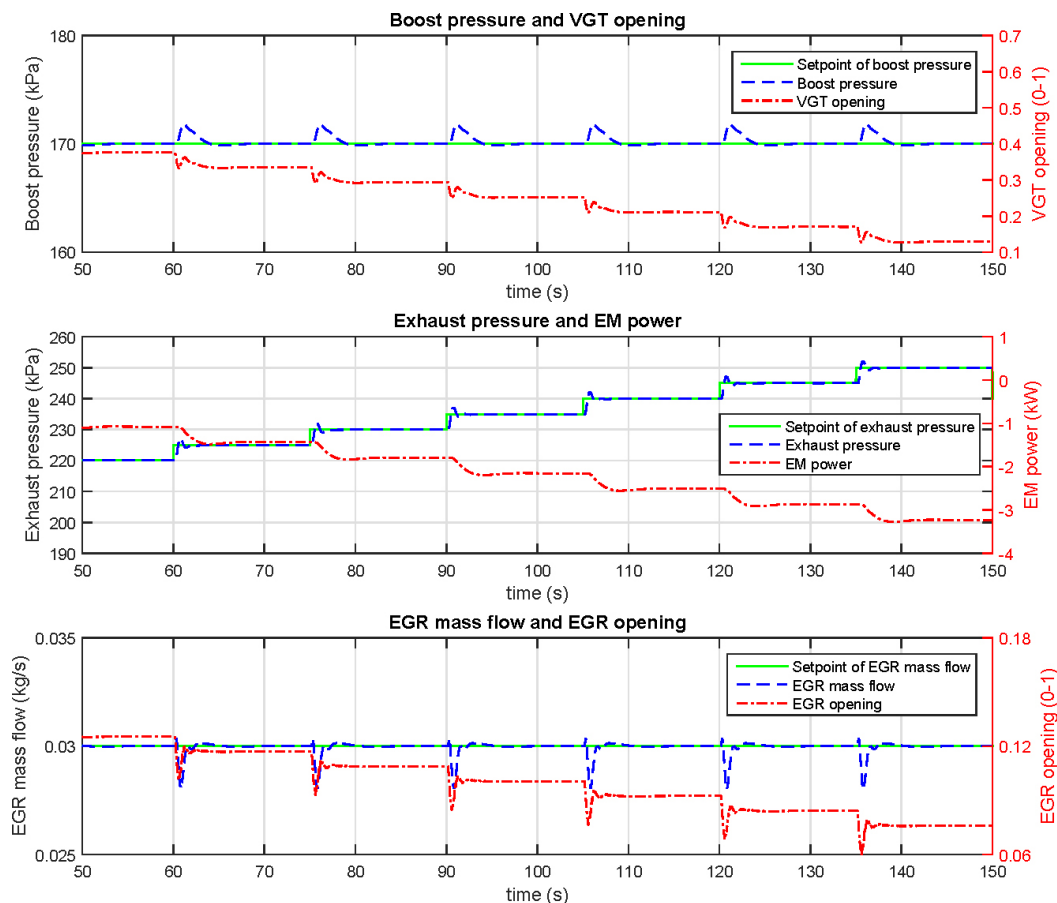 Boost pressure and VGT opening
Boost pressure (kPa)
180
170
160
Setpoint of boost pressure
Boost pressure
VGT opening
0.7
0.6
0.5
0.4
0.3
0.2
0.1
VGT opening (0-1)
50 60 70 80 90 100 110 120 130 140 150
time (s)
Exhaust pressure and EM power
Exhaust pressure (kPa)
260
250
240
230
220
210
200
190
Setpoint of exhaust pressure
Exhaust pressure
EM power
1
0
-1
-2
-3
-4
EM power (kW)
50 60 70 80 90 100 110 120 130 140 150
time (s)
EGR mass flow and EGR opening
EGR mass flow (kg/s)
0.035
0.03
0.025
Setpoint of EGR mass flow
EGR mass flow
EGR opening
0.18
0.12
0.06
EGR opening (0-1)
50 60 70 80 90 100 110 120 130 140 150
time (s)